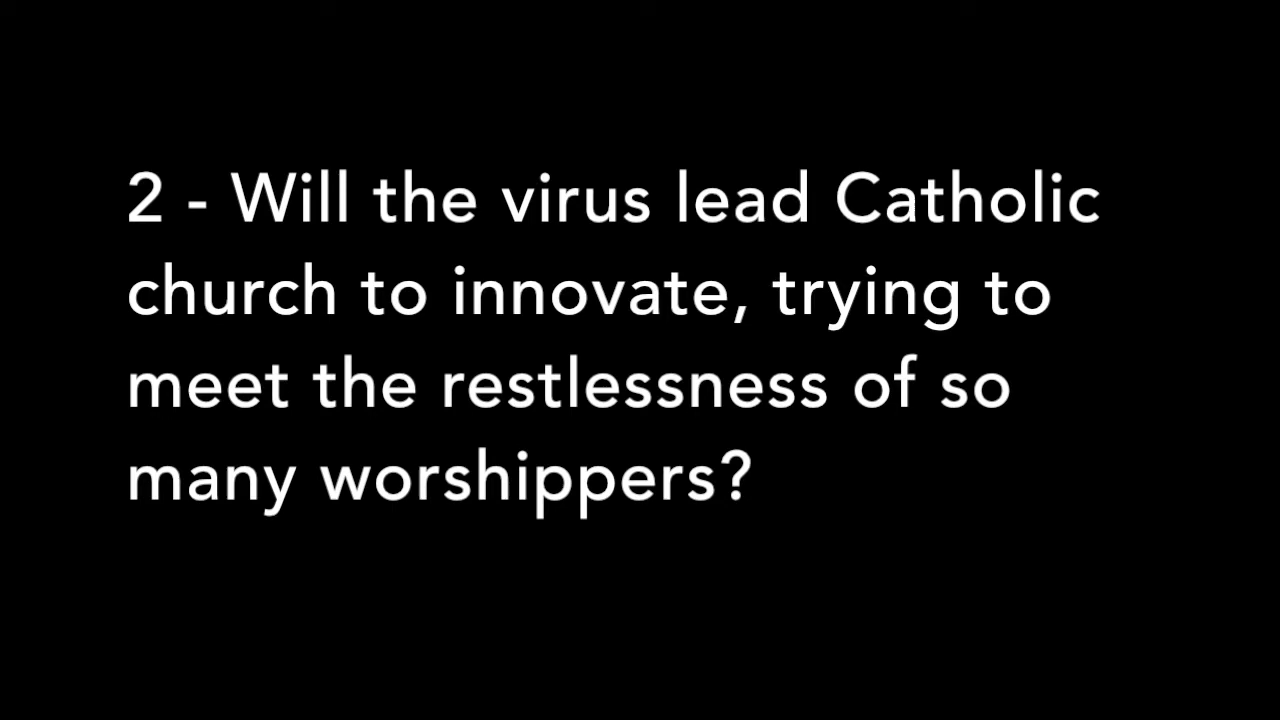 2 - Will the virus lead Catholic
church to innovate, trying to
meet the restlessness of so
many worshippers?